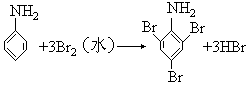 NH₂ NH₂
Br Br
+3Br₂（水） +3HBr
Br